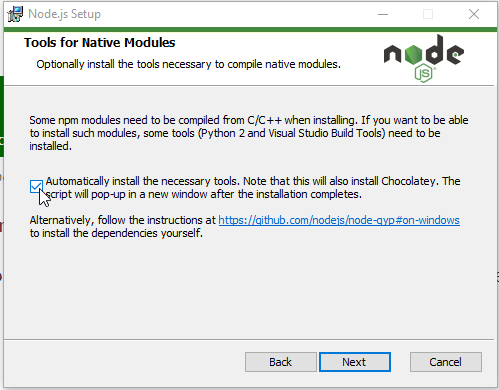 Node.js Setup
Tools for Native Modules
Optionally install the tools necessary to compile native modules.
node
JS
Some npm modules need to be compiled from C/C++ when installing. If you want to be able
to install such modules, some tools (Python 2 and Visual Studio Build Tools) need to be
installed.
Automatically install the necessary tools. Note that this will also install Chocolatey. The
script will pop-up in a new window after the installation completes.
Alternatively, follow the instructions at https://github.com/nodejs/node-gyp#on-windows
to install the dependencies yourself.
Back
Next
Cancel